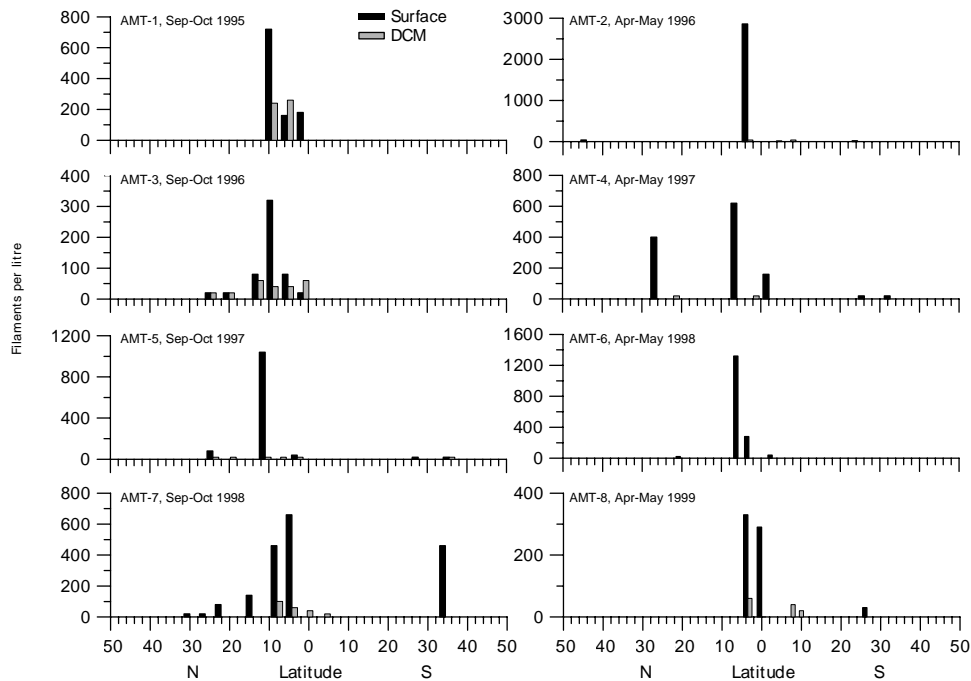 AMT-1, Sep-Oct 1995
Surface
DCM
800
600
400
200
0
AMT-2, Apr-May 1996
3000
2000
1000
0
AMT-3, Sep-Oct 1996
400
300
200
100
0
AMT-4, Apr-May 1997
800
600
400
200
0
Filaments per litre
AMT-5, Sep-Oct 1997
1200
800
400
0
AMT-6, Apr-May 1998
1600
1200
800
400
0
AMT-7, Sep-Oct 1998
800
600
400
200
0
50 40 30 20 10 0 10 20 30 40 50
N Latitude S
AMT-8, Apr-May 1999
400
200
0
50 40 30 20 10 0 10 20 30 40 50
N Latitude S